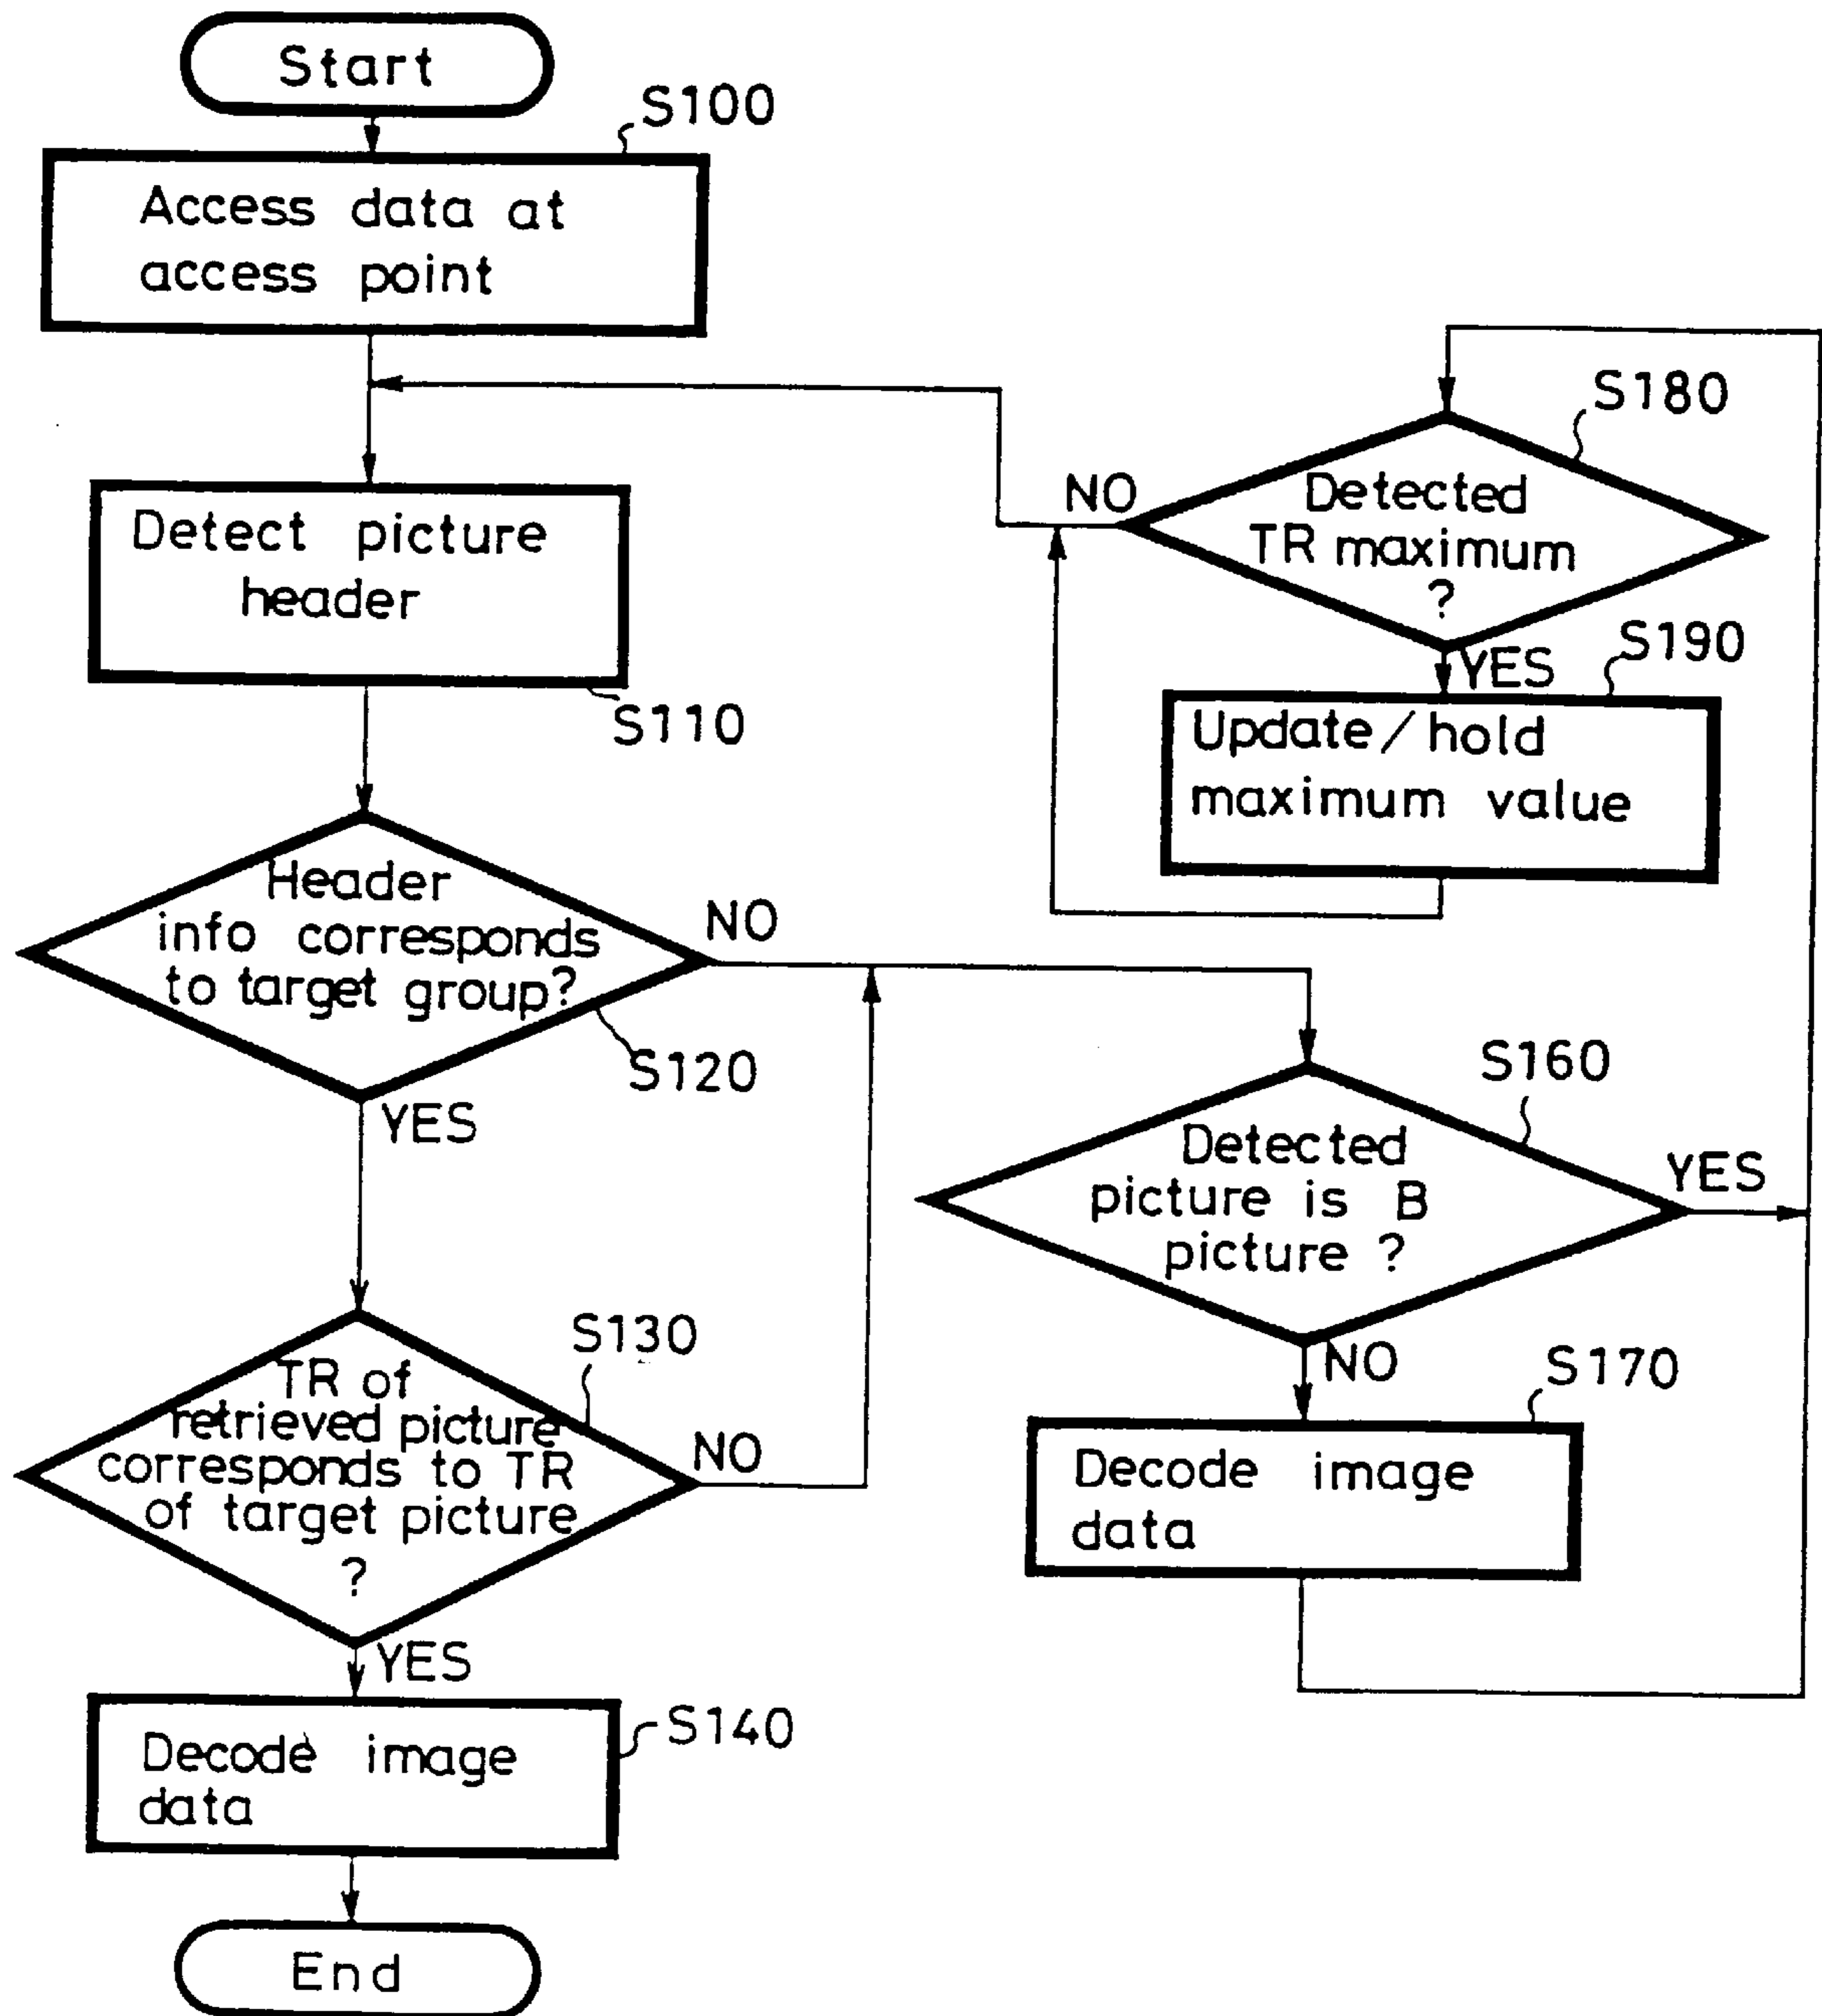 Start
S100
Access data at
access point
Detect picture
header
S110
Header
info corresponds
to target group?
NO
S120
YES
S130
TR of
retrieved picture
corresponds to TR
of target picture
?
NO
YES
S140
Decode image
data
End
S180
NO
Detected
TR maximum
?
S190
YES
Update/hold
maximum value
S160
Detected
picture is B
picture ?
YES
NO
S170
Decode image
data